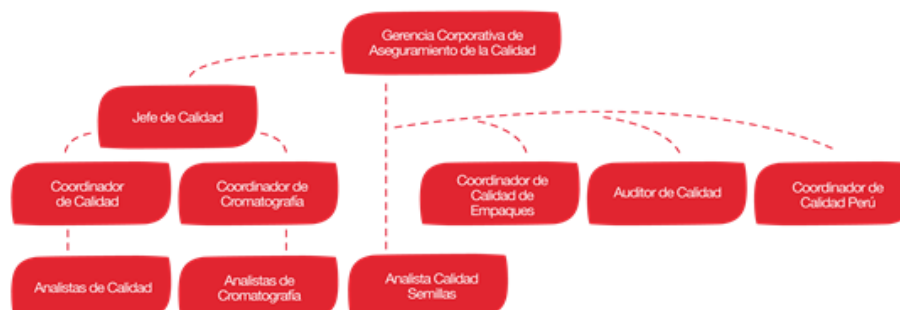 Gerencia Corporativa de
Aseguramiento de la Calidad
Jefe de Calidad
Coordinador
de Calidad
Coordinador de
Cromatografía
Coordinador de
Calidad de
Empaques
Auditor de Calidad
Coordinador de
Calidad Perú
Analistas de Calidad
Analistas de
Cromatografía
Analista Calidad
Semillas